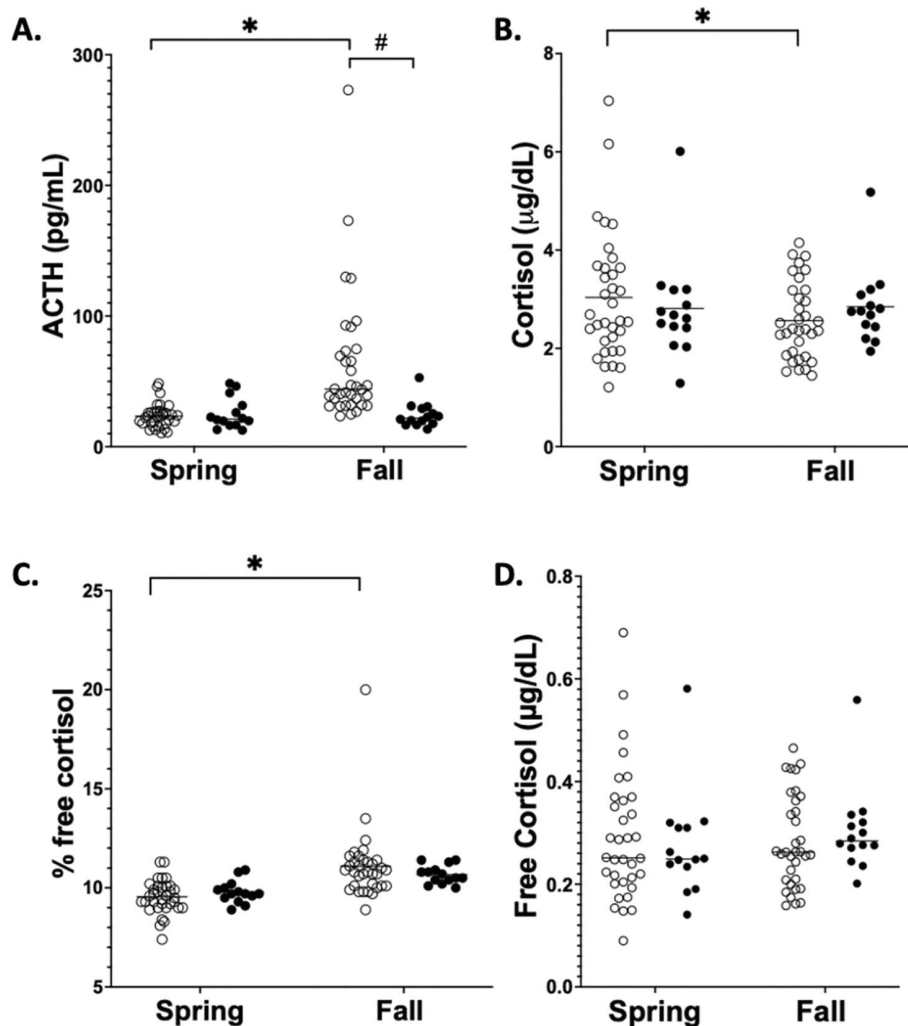 A.
*
#
300
200
100
0
ACTH (pg/mL)
Spring Fall
B.
*
8
6
4
2
0
Cortisol (μg/dL)
Spring Fall
C.
*
25
20
15
10
5
% free cortisol
Spring Fall
D.
0.8
0.6
0.4
0.2
0.0
Free Cortisol (μg/dL)
Spring Fall